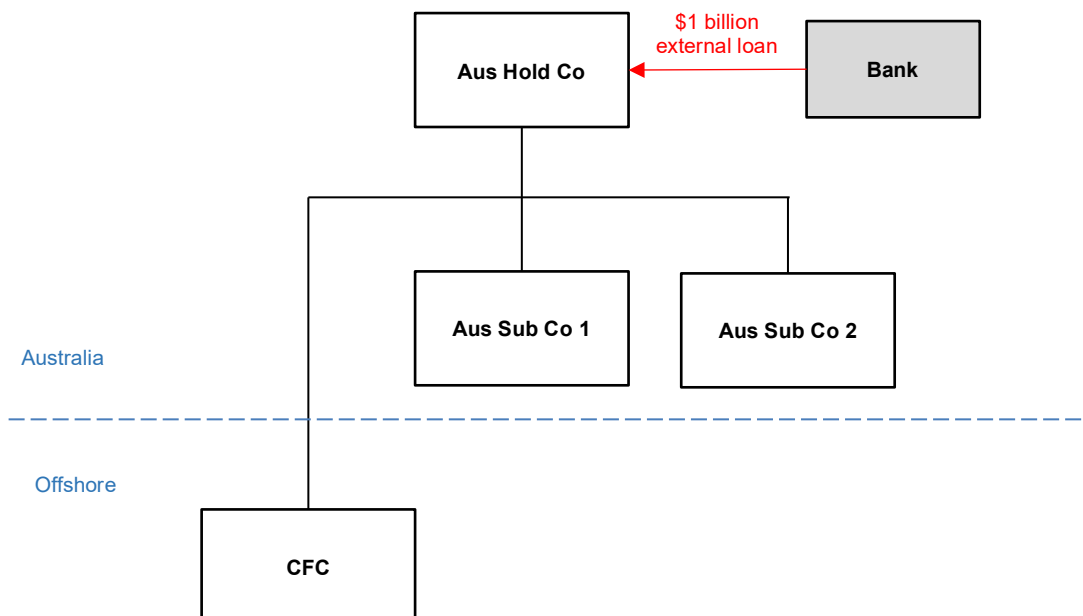 $1 billion
external loan
Aus Hold Co
Bank
Aus Sub Co 1
Aus Sub Co 2
Australia
Offshore
CFC